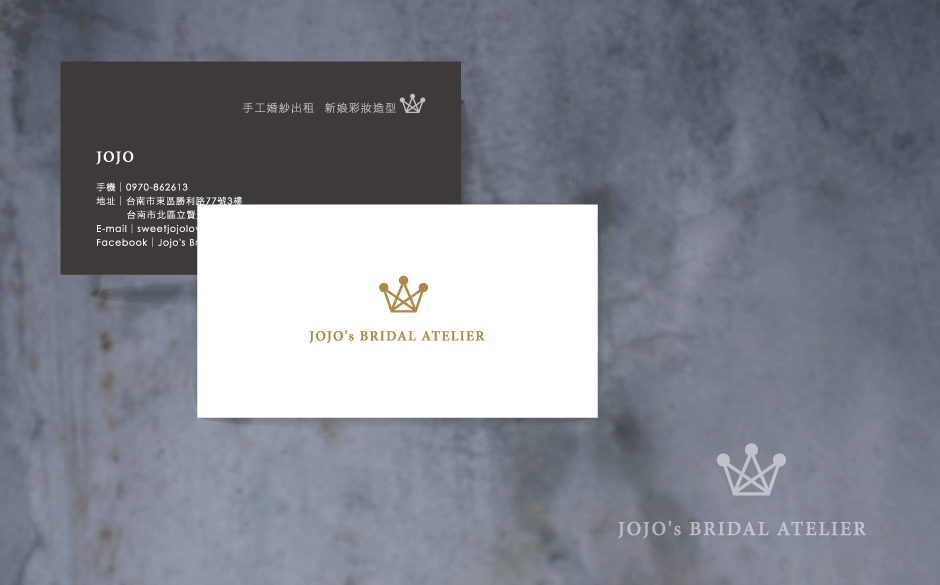 手工婚紗出租 新娘彩妝造型
JOJO
手機｜0970-862613
地址｜台南市東區勝利路77號3樓
台南市北區立賢
E-mail｜sweetjojolov
Facebook｜Jojo's Br
JOJO's BRIDAL ATELIER
JOJO's BRIDAL ATELIER